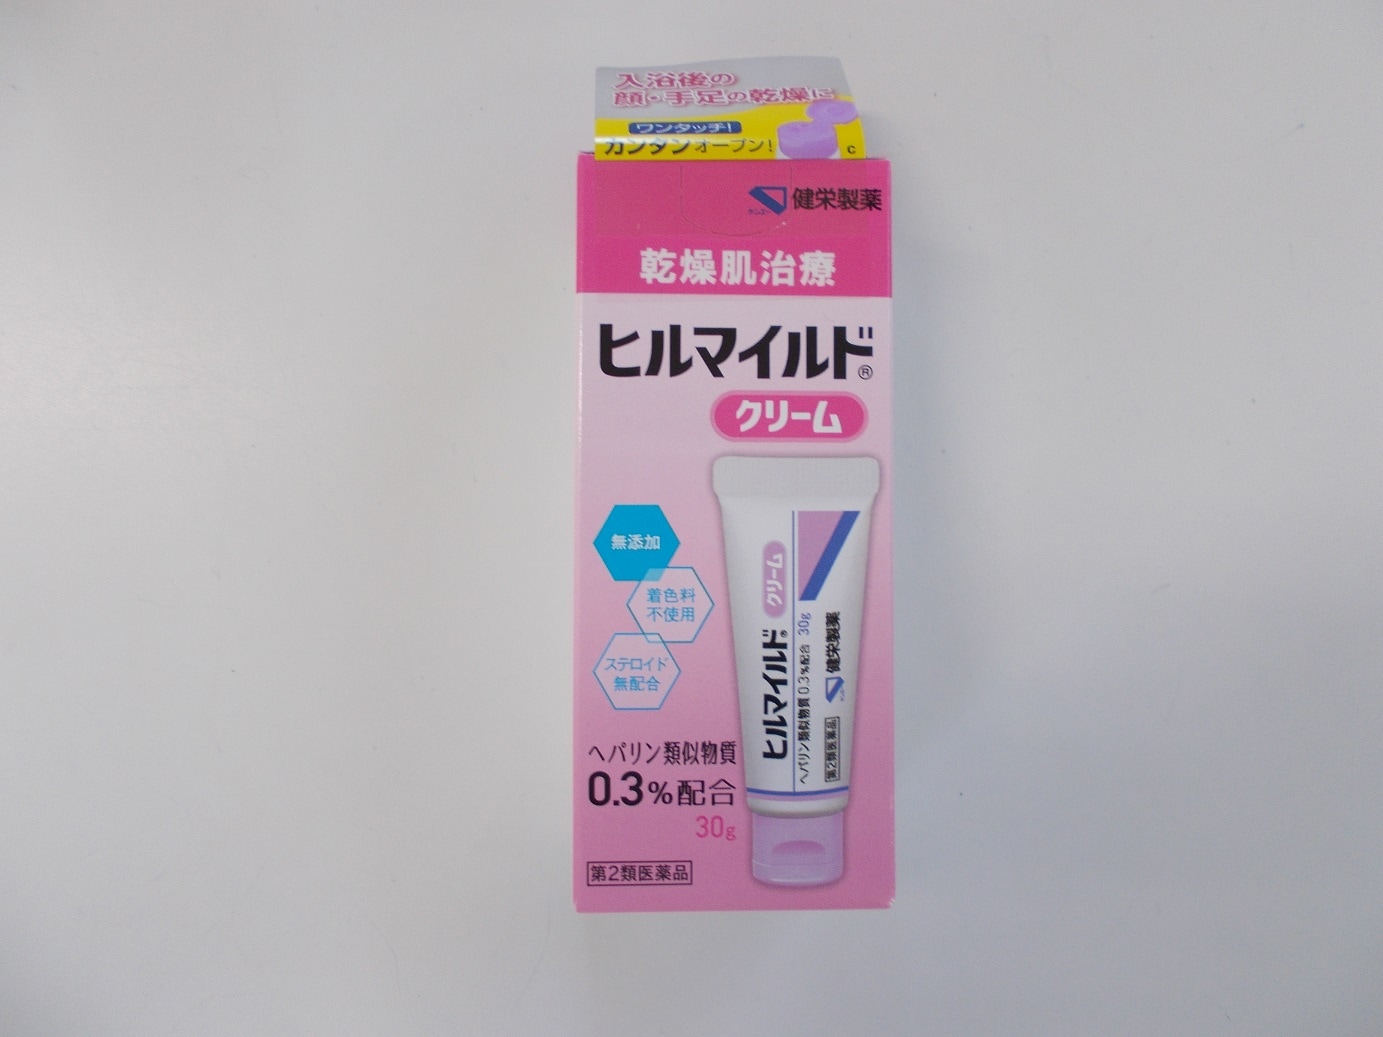 入浴後の
顔・手足の乾燥に
ワンタッチ!
カンタンオープン!
c
健栄製薬
乾燥肌治療
ヒルマイルド®
クリーム
無添加
着色料
不使用
ステロイド
無配合
ヘパリン類似物質
0.3%配合
30g
第2類医薬品
ヒルマイルド® クリーム
ヘパリン類似物質0.3%配合 30g
第2類医薬品 健栄製薬